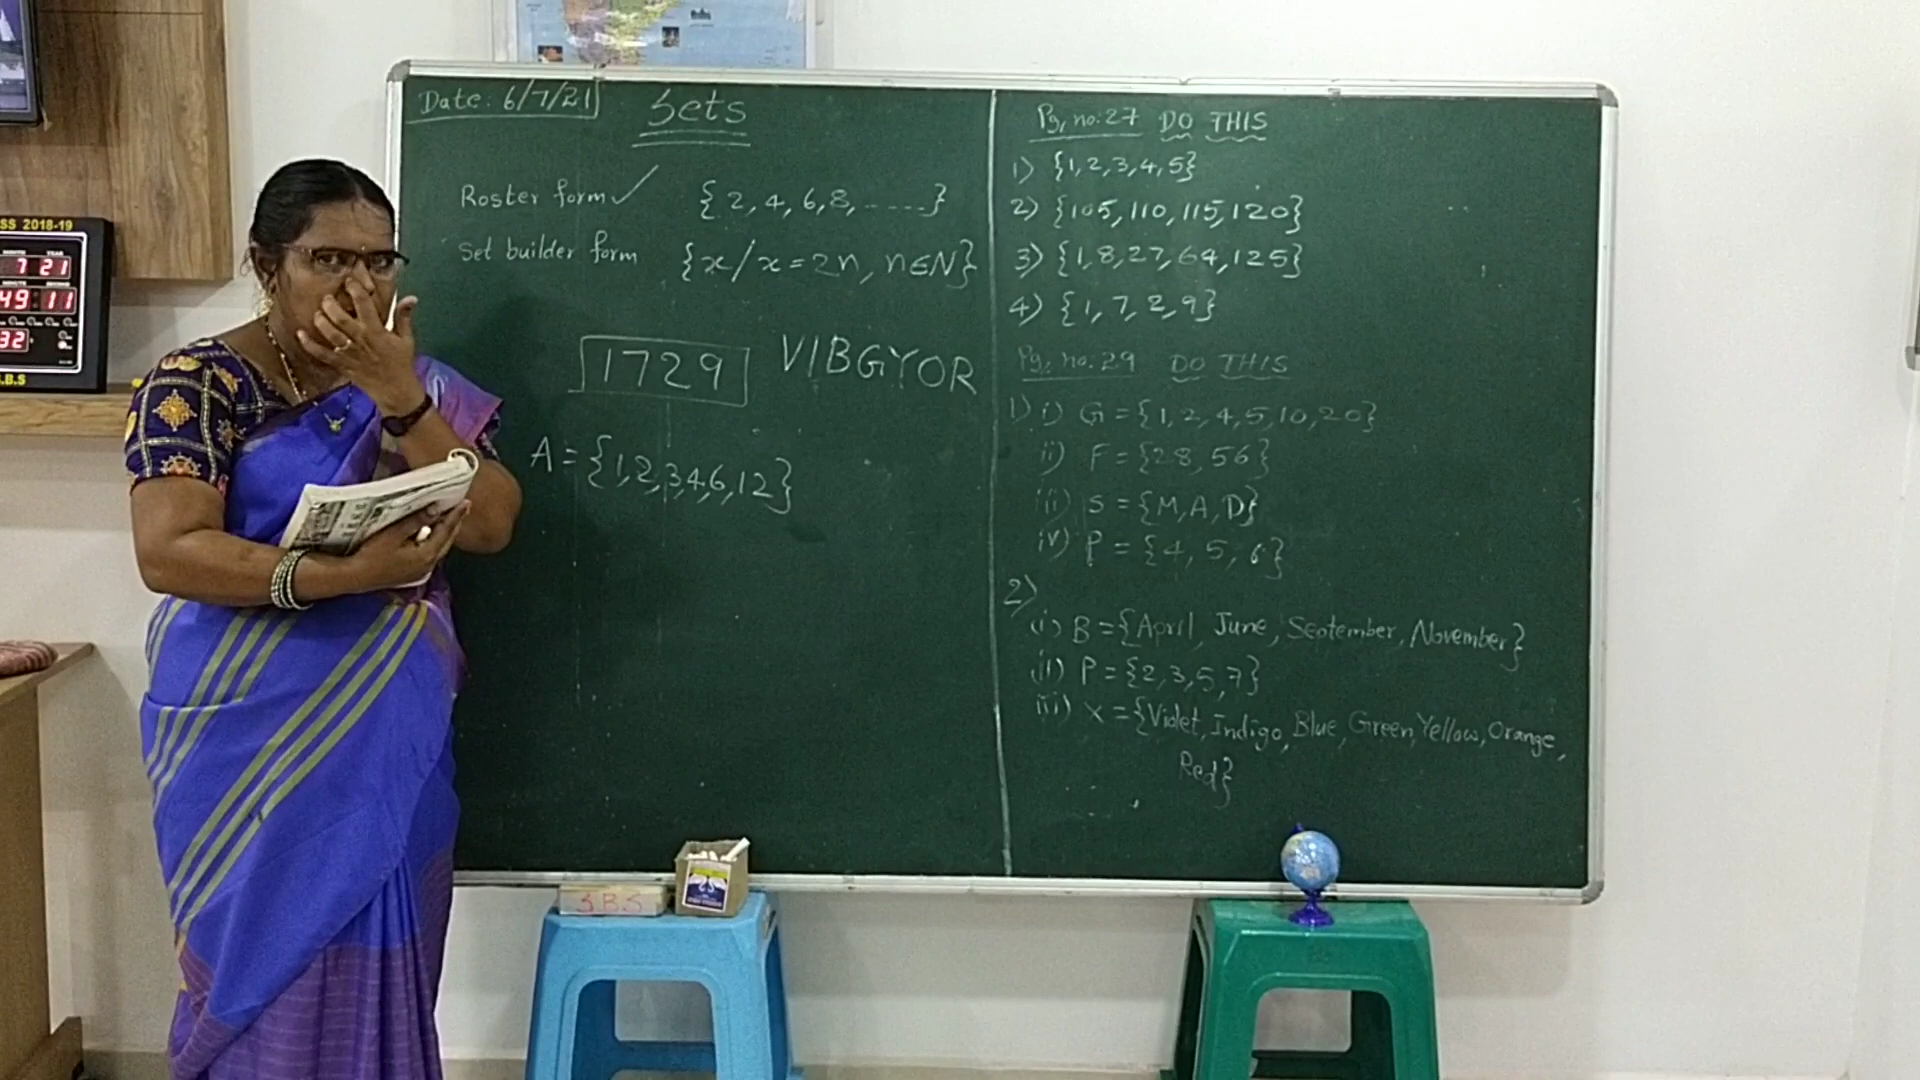 Date: 6/7/21
Sets
Roster form ✓ {2, 4, 6, 8, ......}
Set builder form {x/x=2n, n∈N}
1729
VIBGYOR
A = {1,2,3,4,6,12}
Pg. no: 27 DO THIS
1) {1,2,3,4,5}
2) {105,110,115,120}
3) {1,8,27,64,125}
4) {1,7,2,9}
Pg. no: 29 DO THIS
1) i) G = {1,2,4,5,10,20}
ii) F = {28,56}
iii) S = {M,A,D}
iv) P = {4, 5, 6}
2)
(i) B = {April, June, September, November}
ii) P = {2,3,5,7}
iii) X = {Violet, Indigo, Blue, Green, Yellow, Orange,
Red}
SS 2018-19
7 21
49 11
32
.B.S
SBS